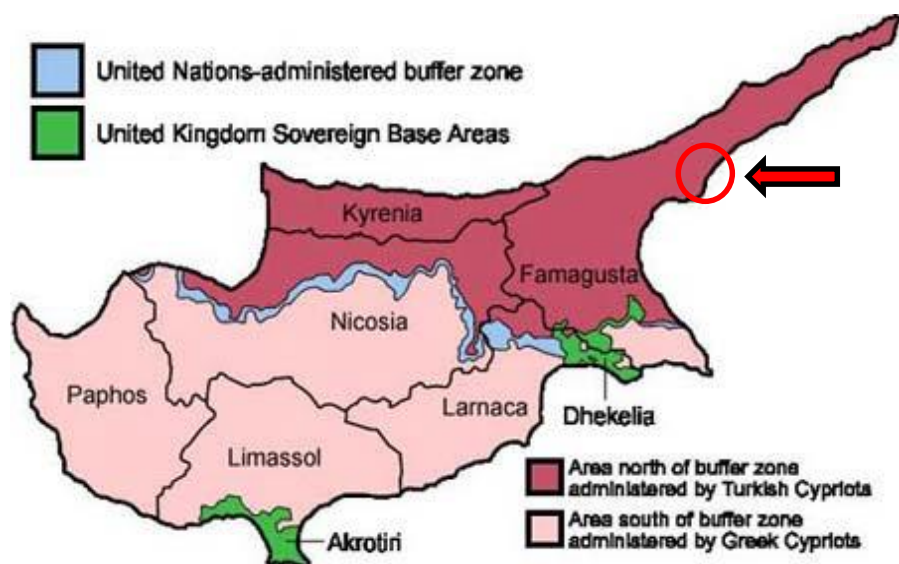 United Nations-administered buffer zone
United Kingdom Sovereign Base Areas
Kyrenia
Famagusta
Nicosia
Paphos
Larnaca
Dhekelia
Limassol
Area north of buffer zone
administered by Turkish Cypriots
Area south of buffer zone
administered by Greek Cypriots
Akrotiri